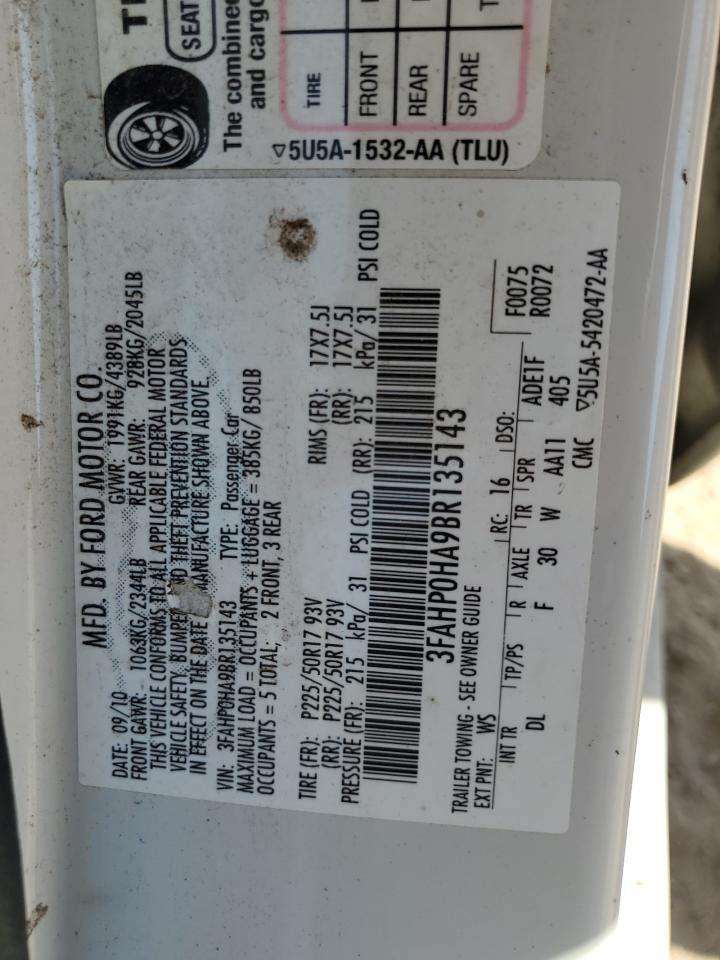 SEAT
The combined
and cargo
TIRE
FRONT
REAR
SPARE
5U5A-1532-AA (TLU)
MFD. BY FORD MOTOR CO.
DATE: 09/10 GVWR: 1991KG/4389LB
FRONT GAWR: 1063KG/2344LB REAR GAWR: 928KG/2045LB
THIS VEHICLE CONFORMS TO ALL APPLICABLE FEDERAL MOTOR
VEHICLE SAFETY, BUMPER AND THEFT PREVENTION STANDARDS
IN EFFECT ON THE DATE OF MANUFACTURE SHOWN ABOVE.
VIN: 3FAHP0HA9BR135143 TYPE: Passenger Car
MAXIMUM LOAD = OCCUPANTS + LUGGAGE = 385KG/ 850LB
OCCUPANTS = 5 TOTAL: 2 FRONT, 3 REAR
TIRE (FR): P225/50R17 93V RIMS (FR): 17X7.5J
(RR): P225/50R17 93V (RR): 17X7.5J
PRESSURE (FR): 215 kPa/ 31 PSI COLD (RR): 215 kPa/ 31 PSI COLD
3FAHP0HA9BR135143
TRAILER TOWING - SEE OWNER GUIDE
EXT PNT: WS RC: 16 DSO: F0075
R0072
INT TR TP/PS R AXLE TR SPR ADE1F
DL F 30 W AA11 405
CMC 5U5A-5420472-AA